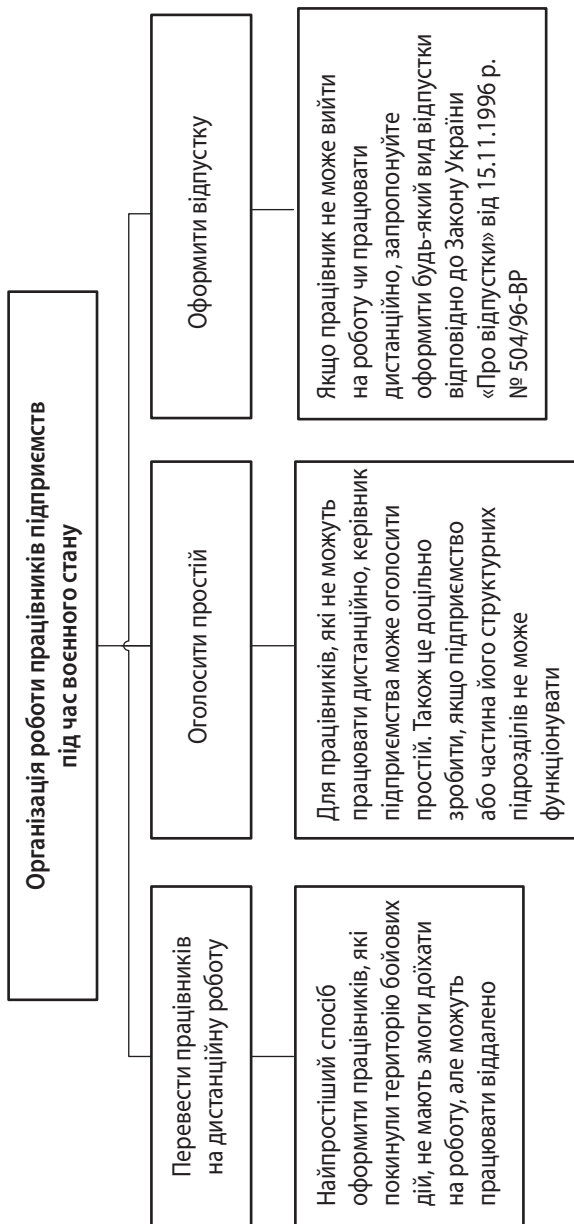 Організація роботи працівників підприємств
під час воєнного стану
Перевести працівників
на дистанційну роботу
Найпростіший спосіб
оформити працівників, які
покинули територію бойових
дій, не мають змоги доїхати
на роботу, але можуть
працювати віддалено
Оголосити простій
Для працівників, які не можуть
працювати дистанційно, керівник
підприємства може оголосити
простій. Також це доцільно
зробити, якщо підприємство
або частина його структурних
підрозділів не може
функціонувати
Оформити відпустку
Якщо працівник не може вийти
на роботу чи працювати
дистанційно, запропонуйте
оформити будь-який вид відпустки
відповідно до Закону України
«Про відпустки» від 15.11.1996 р.
№ 504/96-ВР